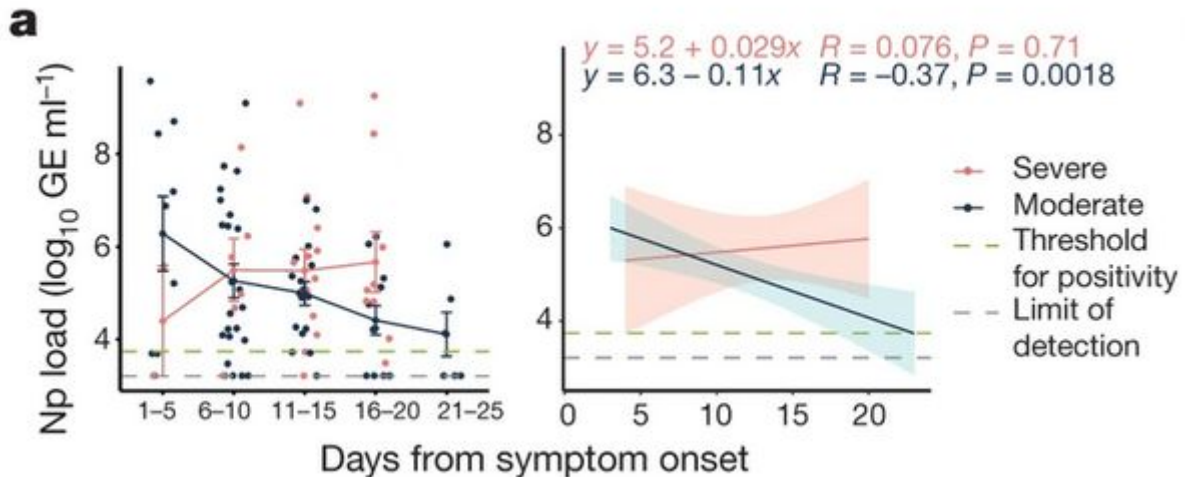 a
Np load (log10 GE ml−1)
8
6
4
1–5 6–10 11–15 16–20 21–25
y = 5.2 + 0.029x R = 0.076, P = 0.71
y = 6.3 − 0.11x R = −0.37, P = 0.0018
8
6
4
0 5 10 15 20
Days from symptom onset
Severe
Moderate
Threshold
for positivity
Limit of
detection